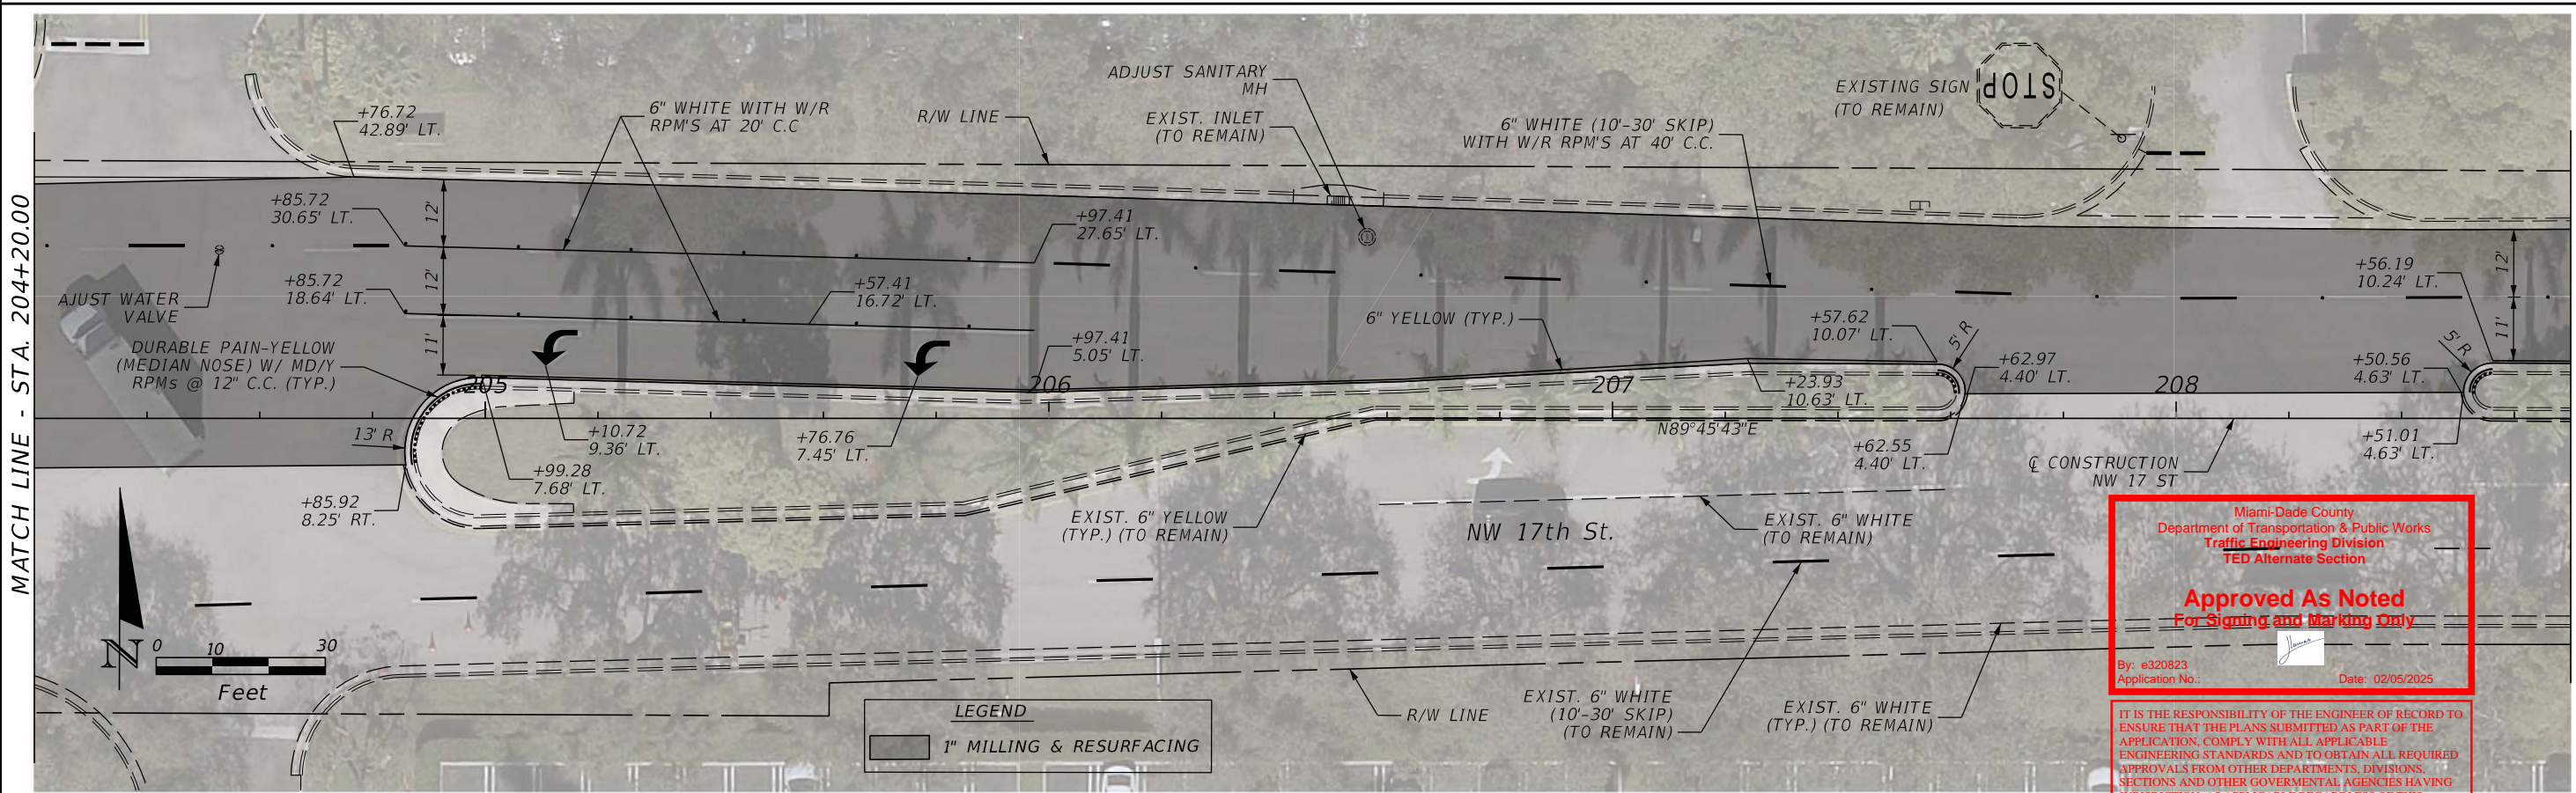 MATCH LINE - STA. 204+20.00
+76.72
42.89' LT.
6" WHITE WITH W/R
RPM'S AT 20' C.C
R/W LINE
ADJUST SANITARY
MH
EXIST. INLET
(TO REMAIN)
6" WHITE (10'-30' SKIP)
WITH W/R RPM'S AT 40' C.C.
EXISTING SIGN
(TO REMAIN)
STOP
+85.72
30.65' LT.
12'
+97.41
27.65' LT.
+85.72
18.64' LT.
12'
+57.41
16.72' LT.
+56.19
10.24' LT.
12'
AJUST WATER
VALVE
6" YELLOW (TYP.)
+57.62
10.07' LT.
5' R
11'
DURABLE PAIN-YELLOW
(MEDIAN NOSE) W/ MD/Y
RPMs @ 12" C.C. (TYP.)
11'
+97.41
5.05' LT.
+62.97
4.40' LT.
+50.56
4.63' LT.
5' R
205
206
207
208
+23.93
10.63' LT.
13' R
+10.72
9.36' LT.
+76.76
7.45' LT.
N89°45'43"E
+62.55
4.40' LT.
+51.01
4.63' LT.
+99.28
7.68' LT.
℄ CONSTRUCTION
NW 17 ST
+85.92
8.25' RT.
EXIST. 6" YELLOW
(TYP.) (TO REMAIN)
NW 17th St.
EXIST. 6" WHITE
(TO REMAIN)
Miami-Dade County
Department of Transportation & Public Works
Traffic Engineering Division
TED Alternate Section
Approved As Noted
For Signing and Marking Only
By: e320823
Application No.:
Date: 02/05/2025
N
0 10 30
Feet
LEGEND
1" MILLING & RESURFACING
R/W LINE
EXIST. 6" WHITE
(10'-30' SKIP)
(TO REMAIN)
EXIST. 6" WHITE
(TYP.) (TO REMAIN)
IT IS THE RESPONSIBILITY OF THE ENGINEER OF RECORD TO
ENSURE THAT THE PLANS SUBMITTED AS PART OF THE
APPLICATION, COMPLY WITH ALL APPLICABLE
ENGINEERING STANDARDS AND TO OBTAIN ALL REQUIRED
APPROVALS FROM OTHER DEPARTMENTS, DIVISIONS,
SECTIONS AND OTHER GOVERMENTAL AGENCIES HAVING